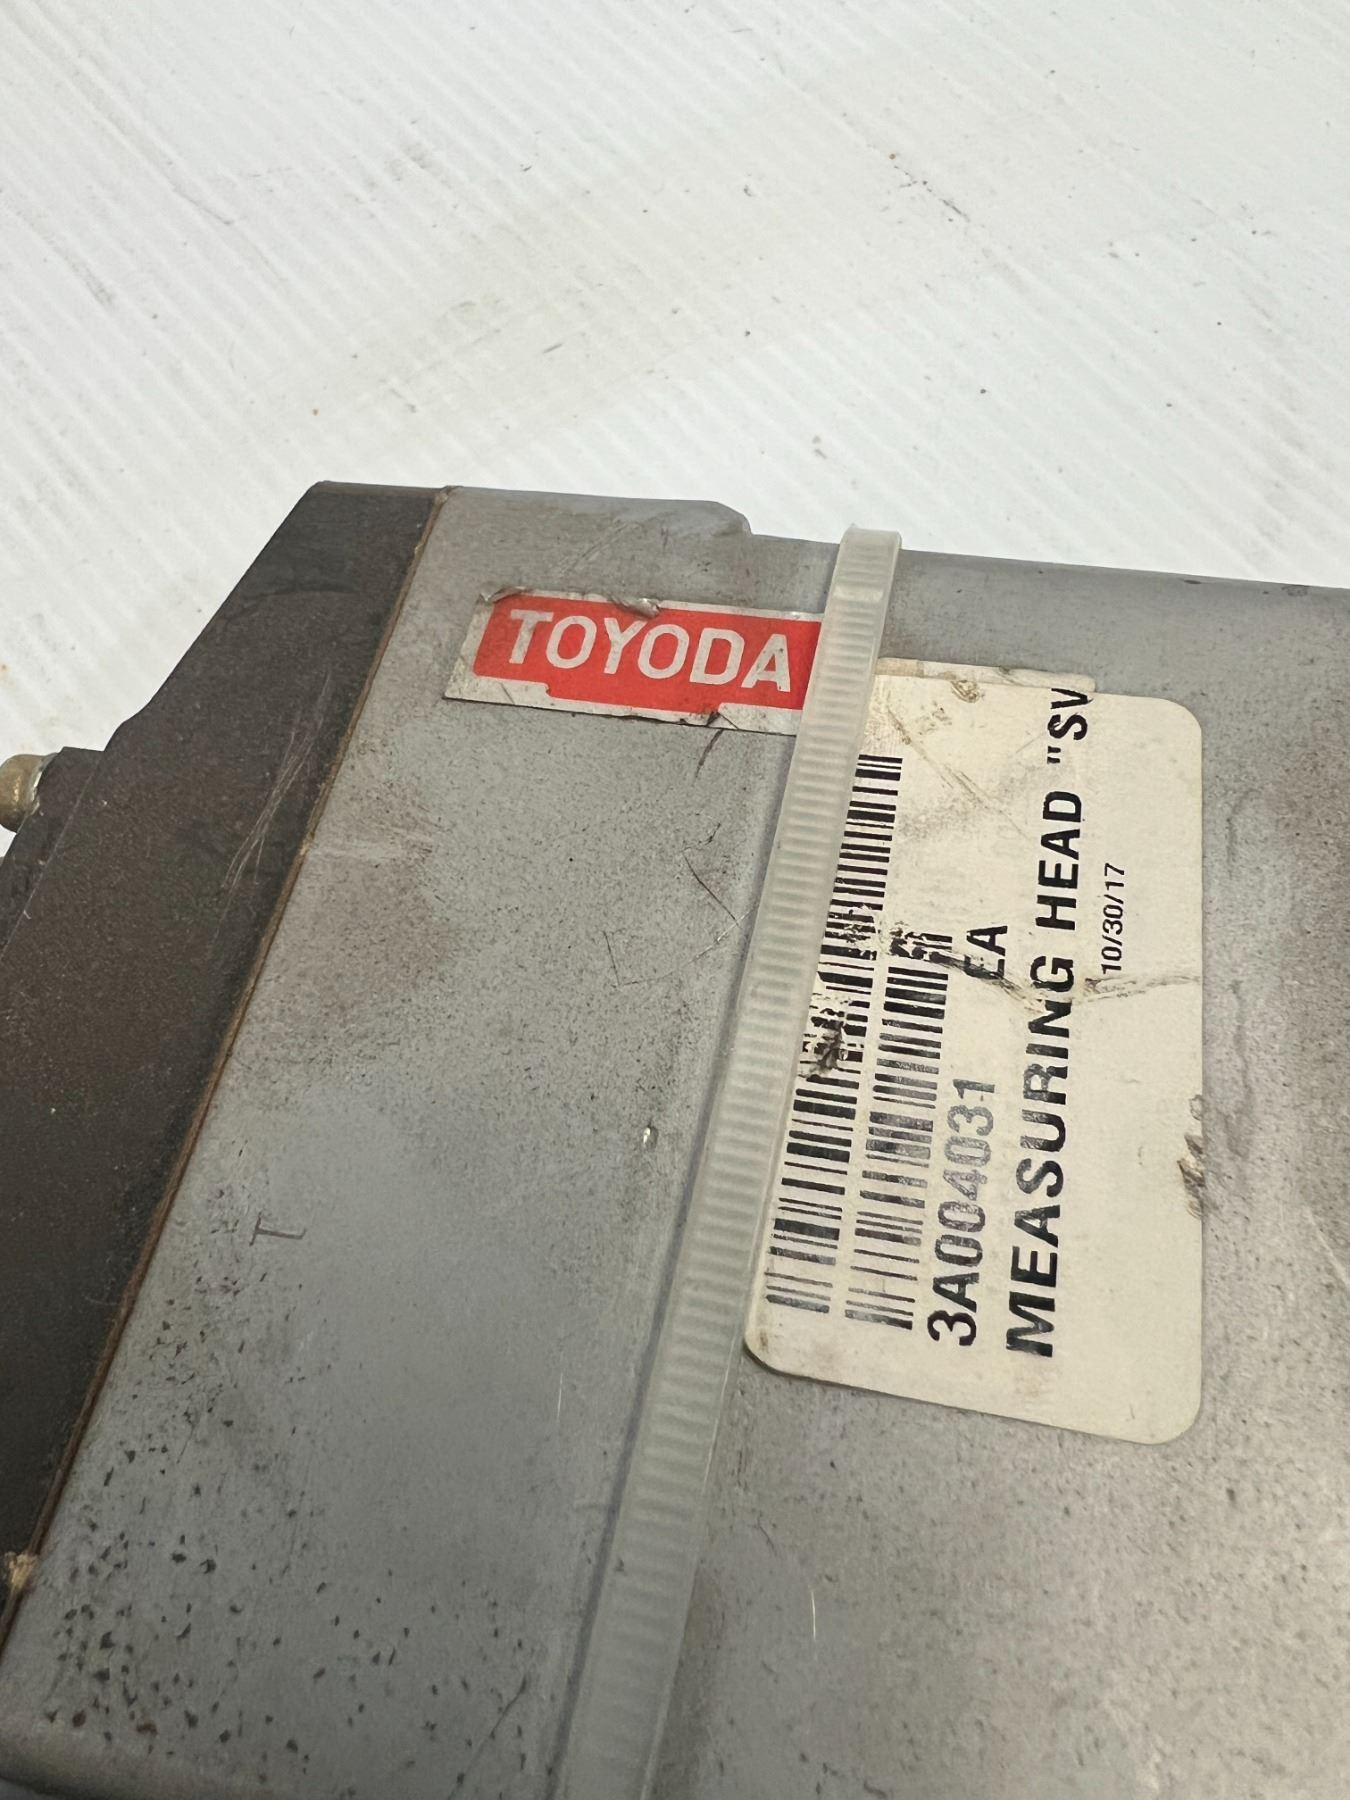 TOYODA
3A004031 EA
MEASURING HEAD "SV
10/30/17